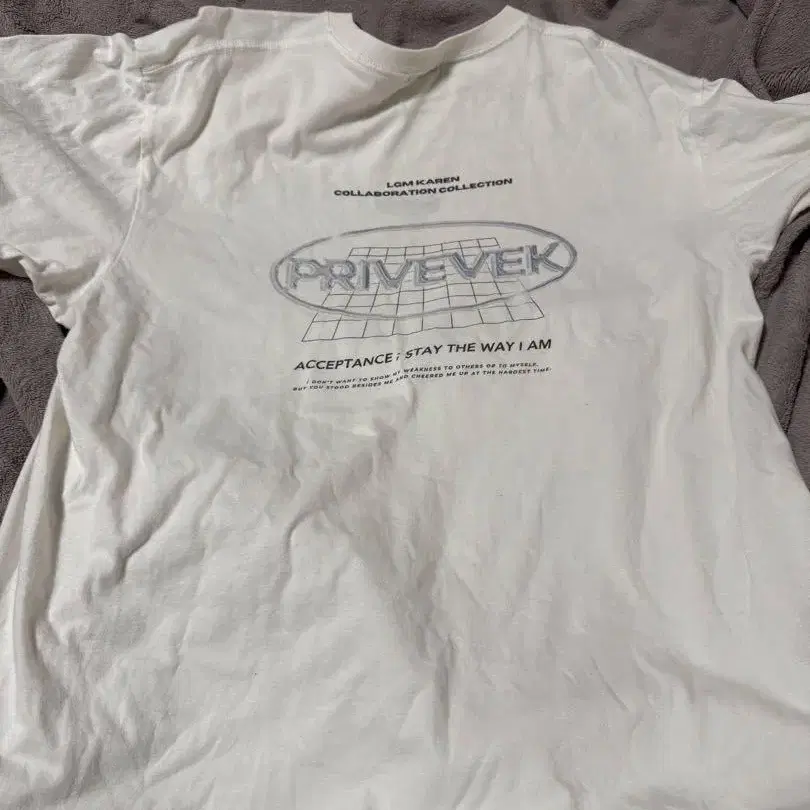 LGM KAREN
COLLABORATION COLLECTION
PRIVEVEK
ACCEPTANCE ; STAY THE WAY I AM
I DON'T WANT TO SHOW MY WEAKNESS TO OTHERS OR TO MYSELF.
BUT YOU STOOD BESIDES ME AND CHEERED ME UP AT THE HARDEST TIME.